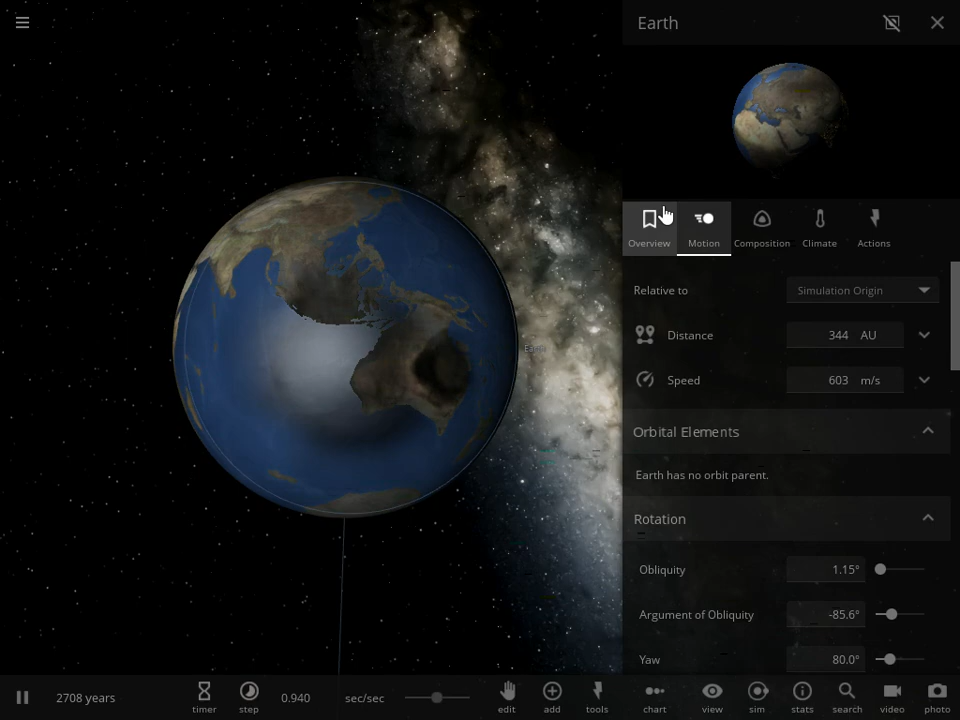 Earth
Overview Motion Composition Climate Actions
Relative to Simulation Origin
Distance 344 AU
Earth
Speed 603 m/s
Orbital Elements
Earth has no orbit parent.
Rotation
Obliquity 1.15°
Argument of Obliquity -85.6°
Yaw 80.0°
2708 years timer step 0.940 sec/sec edit add tools chart view sim stats search video photo